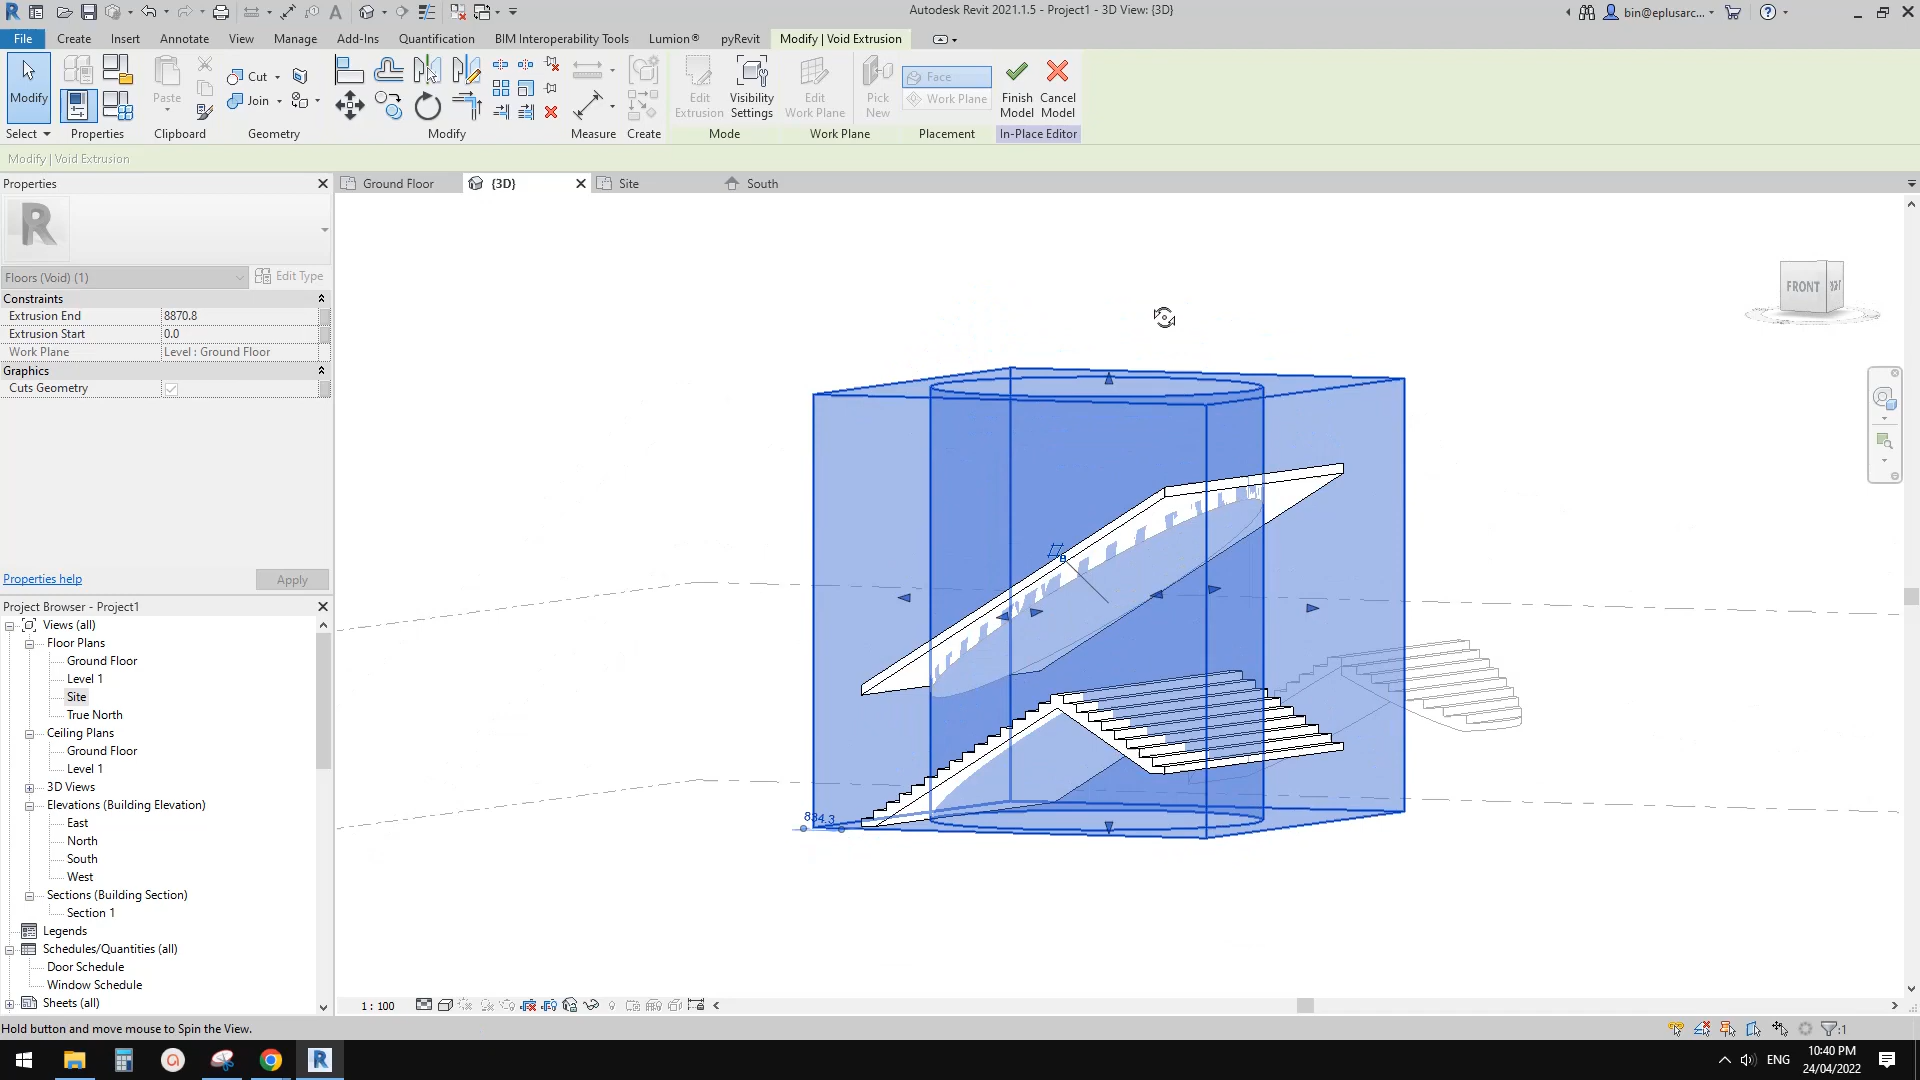 Autodesk Revit 2021.1.5 - Project1 - 3D View: {3D}
bin@eplusarc...
File Create Insert Annotate View Manage Add-Ins Quantification BIM Interoperability Tools Lumion® pyRevit Modify | Void Extrusion
Modify
Paste
Cut
Join
Edit Extrusion
Visibility Settings
Edit Work Plane
Pick New
Face
Work Plane
Finish Model
Cancel Model
Select Properties Clipboard Geometry Modify Measure Create Mode Work Plane Placement In-Place Editor
Modify | Void Extrusion
Properties
Ground Floor
{3D}
Site
South
R
Floors (Void) (1)
Edit Type
Constraints
Extrusion End 8870.8
Extrusion Start 0.0
Work Plane Level : Ground Floor
Graphics
Cuts Geometry
Properties help
Apply
Project Browser - Project1
Views (all)
Floor Plans
Ground Floor
Level 1
Site
True North
Ceiling Plans
Ground Floor
Level 1
3D Views
Elevations (Building Elevation)
East
North
South
West
Sections (Building Section)
Section 1
Legends
Schedules/Quantities (all)
Door Schedule
Window Schedule
Sheets (all)
FRONT
834.3
1 : 100
Hold button and move mouse to Spin the View.
:1
ENG
10:40 PM
24/04/2022